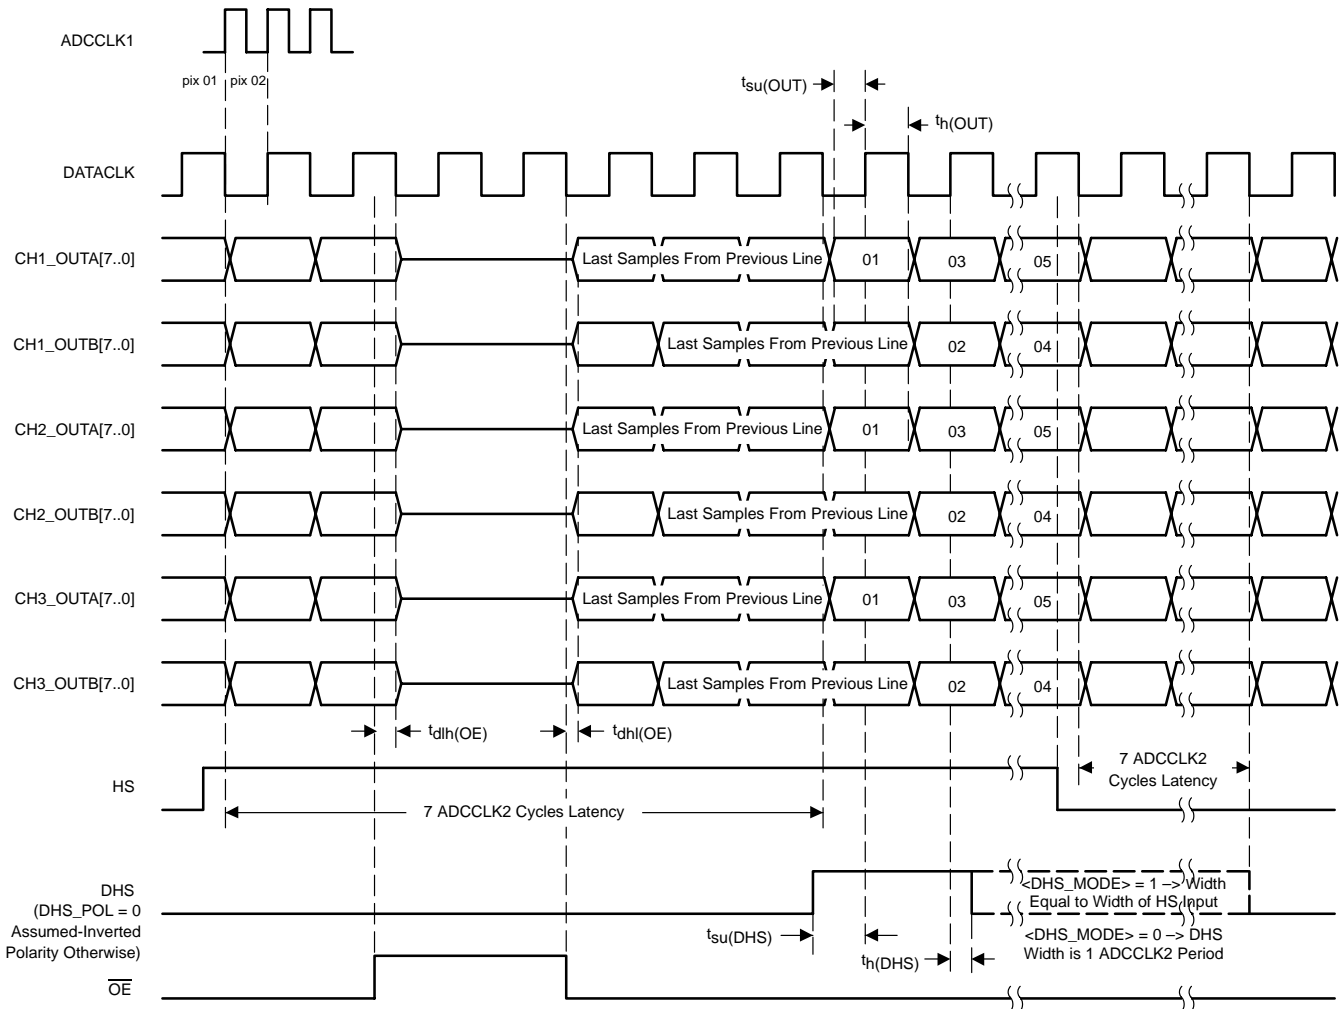 ADCCLK1
pix 01
pix 02
tsu(OUT)
th(OUT)
DATACLK
CH1_OUTA[7..0]
Last Samples From Previous Line
01
03
05
CH1_OUTB[7..0]
Last Samples From Previous Line
02
04
CH2_OUTA[7..0]
Last Samples From Previous Line
01
03
05
CH2_OUTB[7..0]
Last Samples From Previous Line
02
04
CH3_OUTA[7..0]
Last Samples From Previous Line
01
03
05
CH3_OUTB[7..0]
Last Samples From Previous Line
02
04
tdlh(OE)
tdhl(OE)
HS
7 ADCCLK2 Cycles Latency
7 ADCCLK2
Cycles Latency
DHS
(DHS_POL = 0
Assumed-Inverted
Polarity Otherwise)
<DHS_MODE> = 1 –> Width
Equal to Width of HS Input
tsu(DHS)
th(DHS)
<DHS_MODE> = 0 –> DHS
Width is 1 ADCCLK2 Period
OE